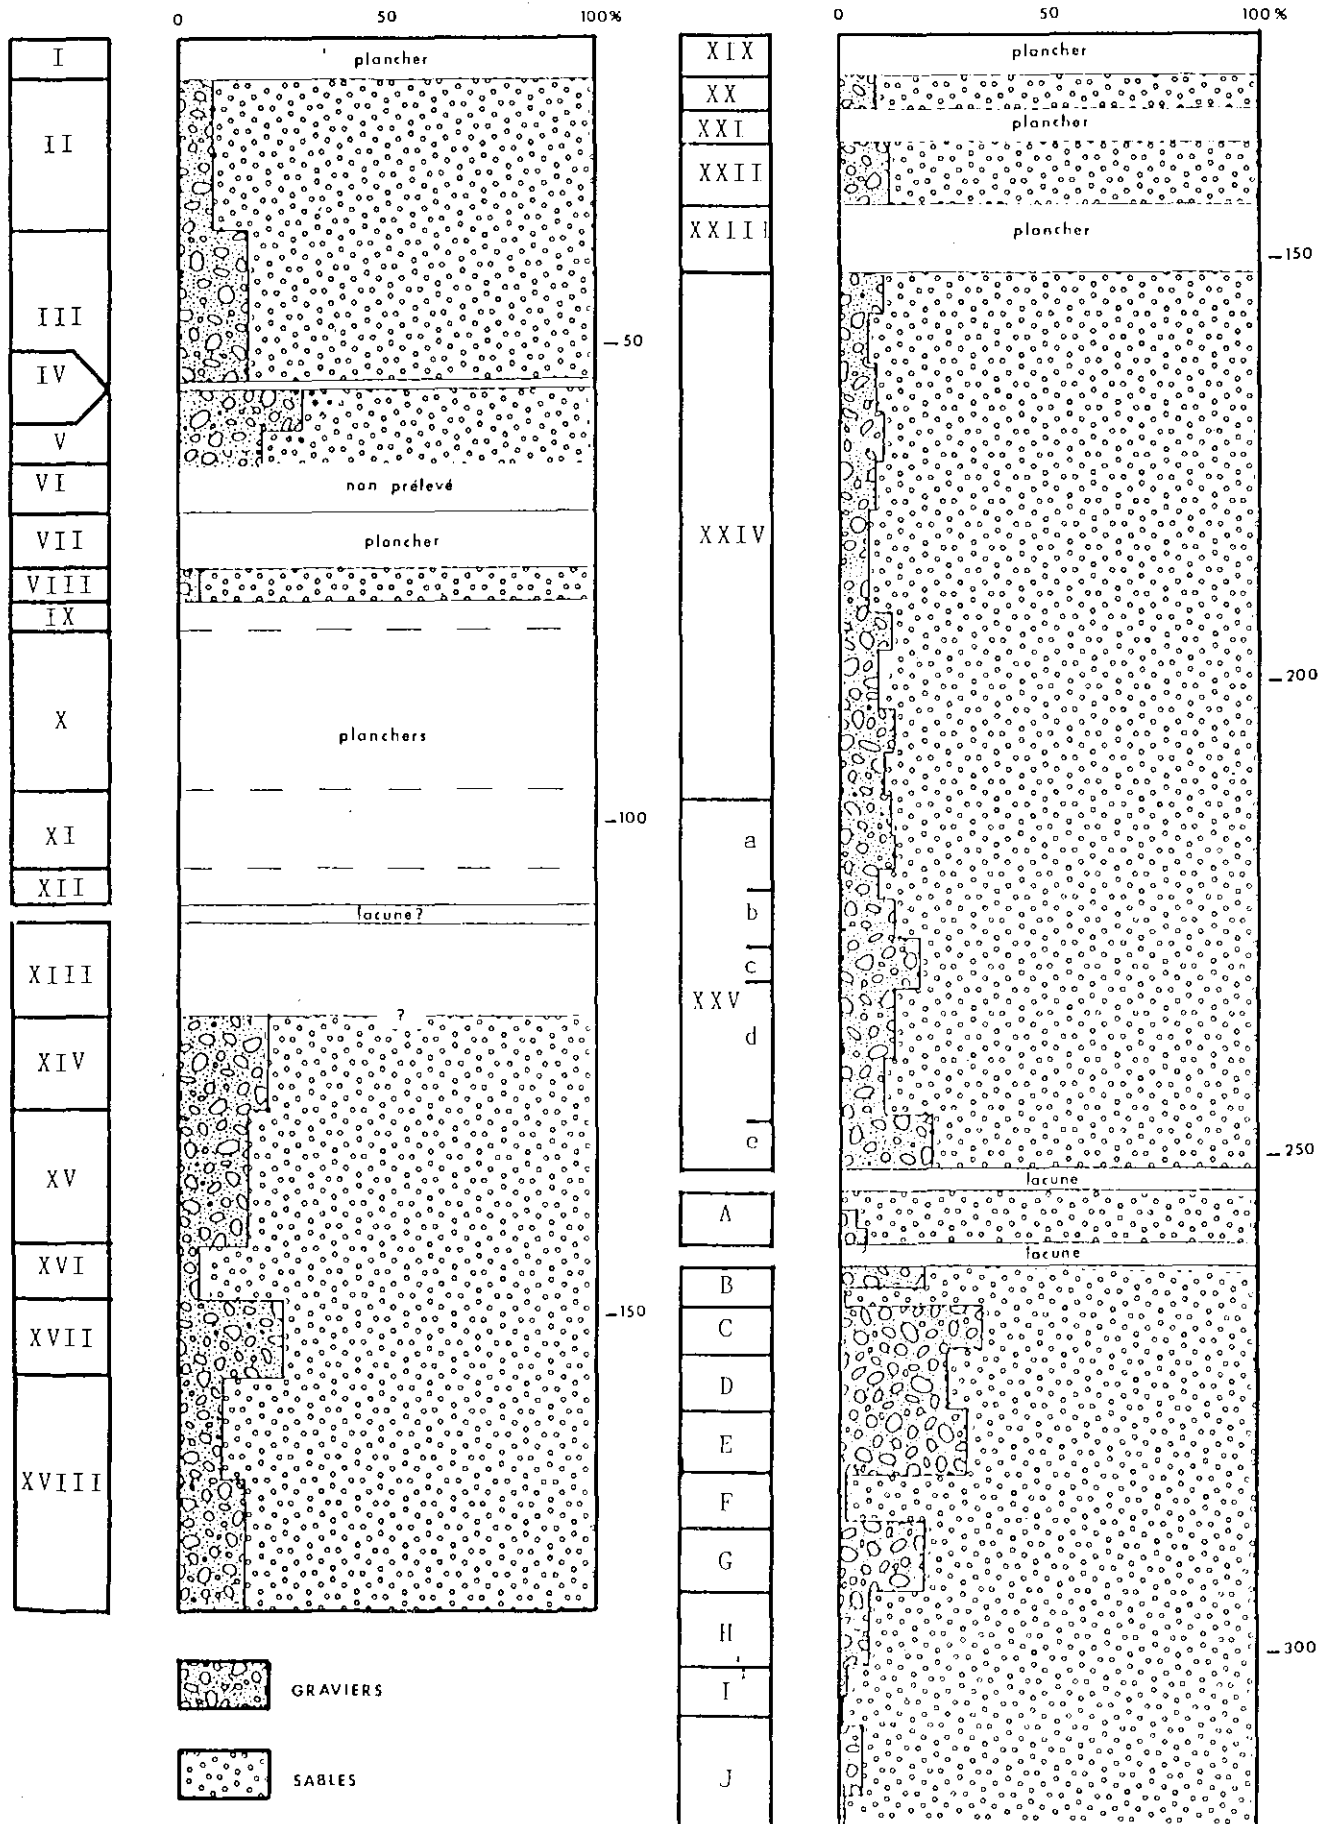 0 50 100%
I
plancher
II
III
50
IV
V
VI
non prélevé
VII
plancher
VIII
IX
X
planchers
100
XI
XII
lacune?
XIII
?
XIV
XV
XVI
150
XVII
XVIII
GRAVIERS
SABLES
0 50 100%
XIX
plancher
XX
XXI
plancher
XXII
XXIII
plancher
150
XXIV
200
a
b
c
XXV
d
e
250
lacune
A
lacune
B
C
D
E
F
G
H
300
I
J